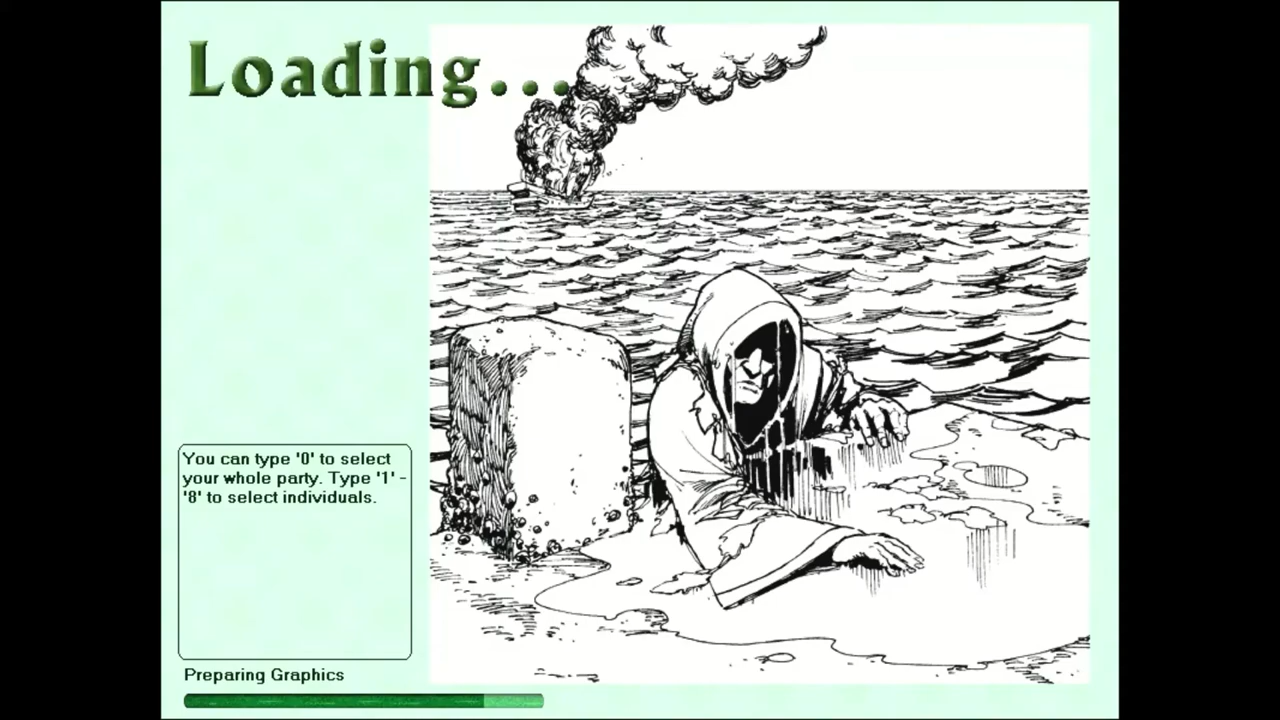 Loading...
You can type '0' to select
your whole party. Type '1' -
'8' to select individuals.
Preparing Graphics